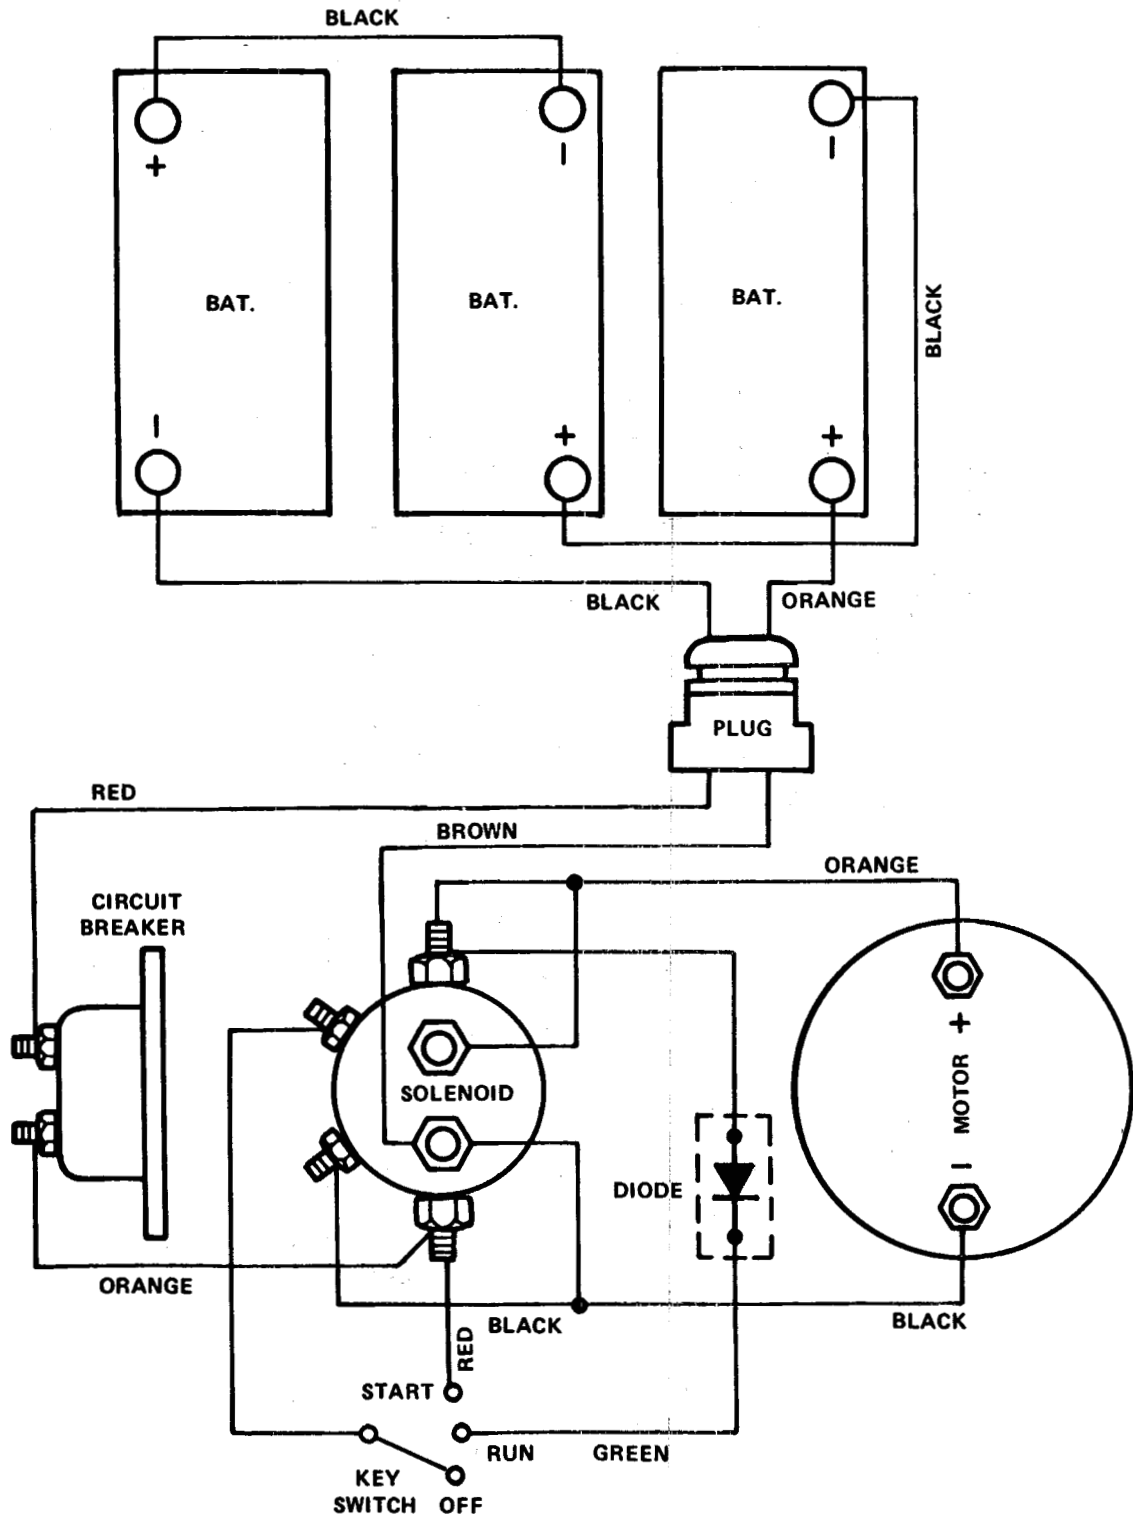 BLACK
+
–
–
BAT.
BAT.
BAT.
BLACK
–
+
+
BLACK
ORANGE
PLUG
RED
BROWN
ORANGE
CIRCUIT
BREAKER
+
SOLENOID
MOTOR
–
DIODE
ORANGE
BLACK
BLACK
RED
START
RUN
GREEN
KEY
SWITCH
OFF